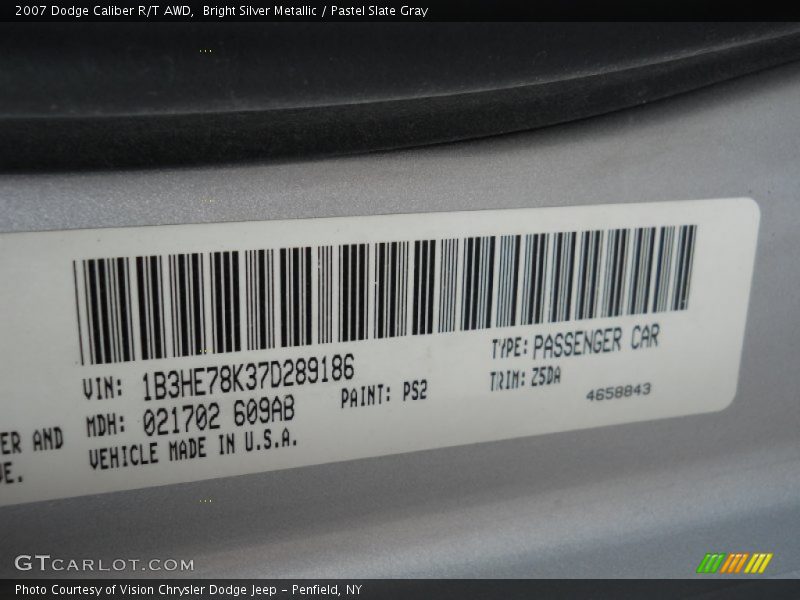 2007 Dodge Caliber R/T AWD,  Bright Silver Metallic / Pastel Slate Gray
VIN: 1B3HE78K37D289186
TYPE: PASSENGER CAR
MDH: 021702 609AB
PAINT: PS2
TRIM: Z5DA
4658843
ER AND
VEHICLE MADE IN U.S.A.
VE.
GTCARLOT.COM
Photo Courtesy of Vision Chrysler Dodge Jeep – Penfield, NY